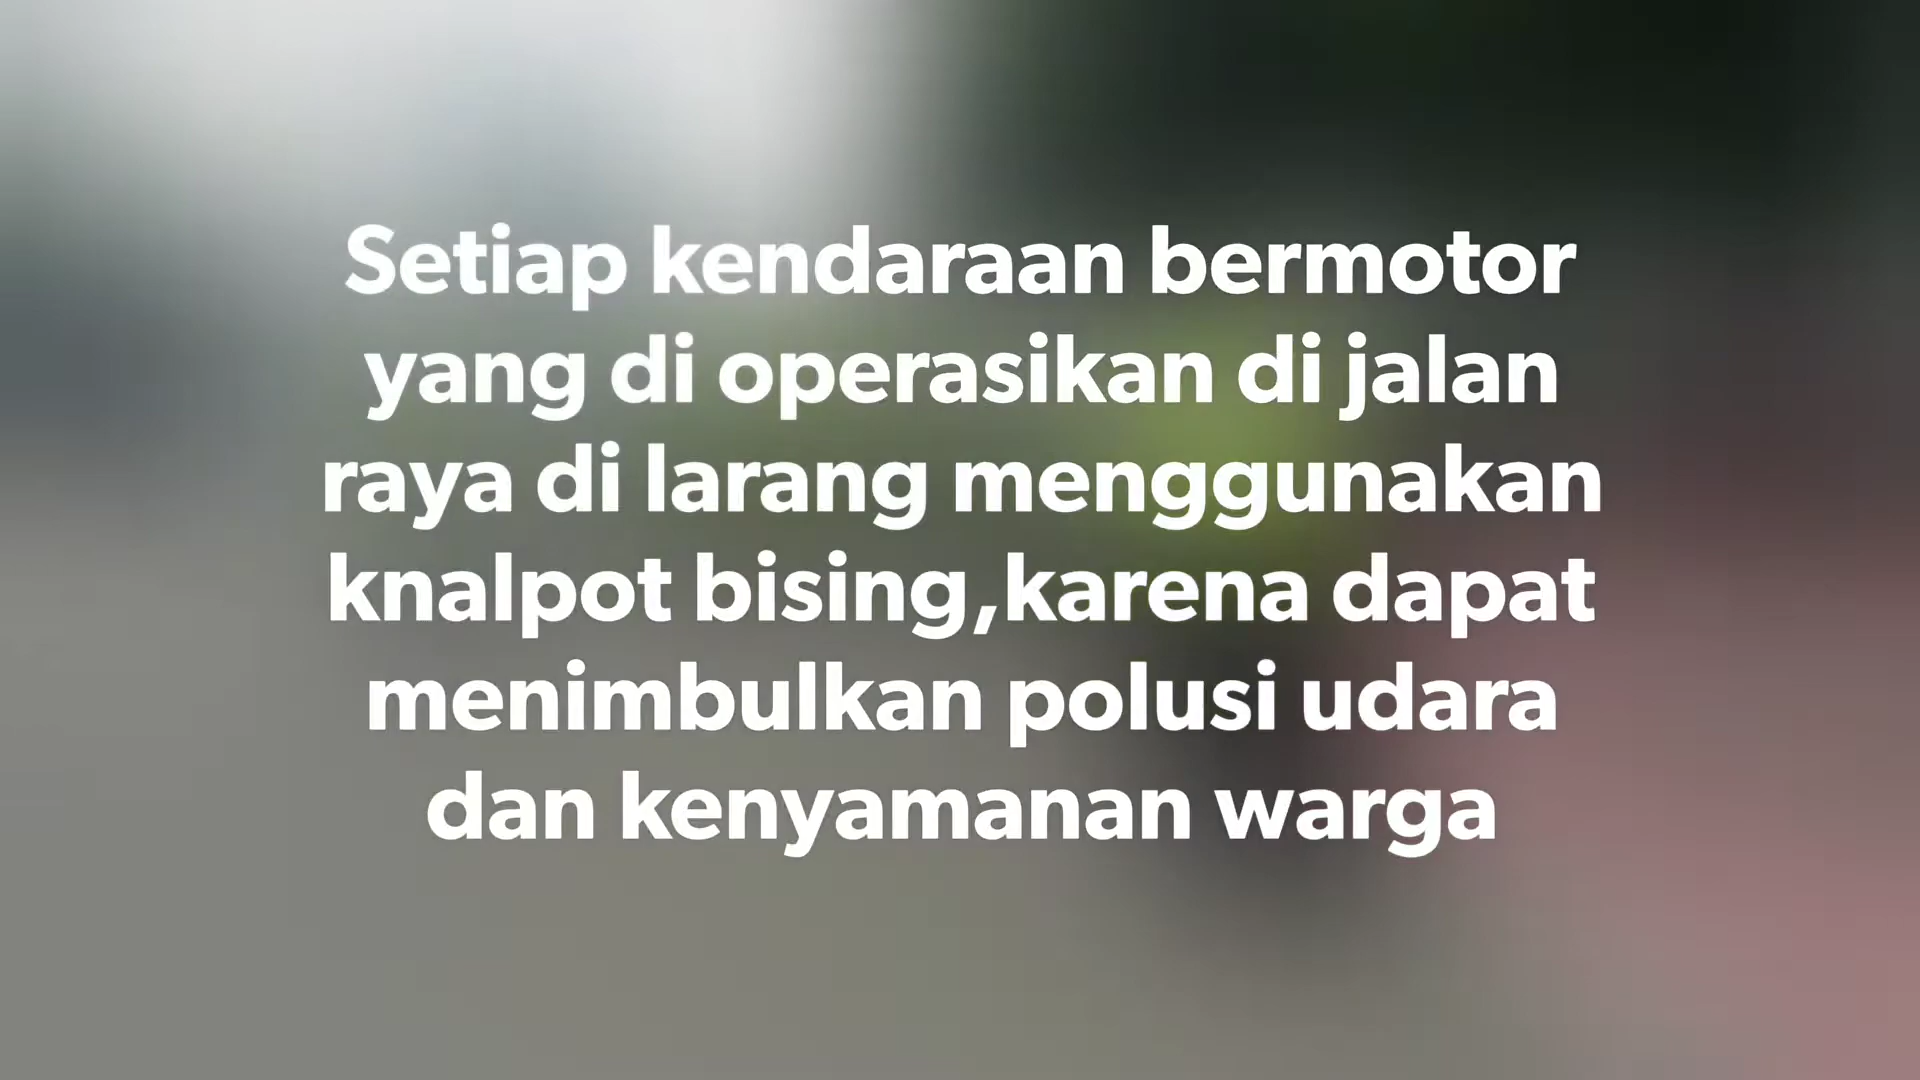 Setiap kendaraan bermotor
yang di operasikan di jalan
raya di larang menggunakan
knalpot bising,karena dapat
menimbulkan polusi udara
dan kenyamanan warga